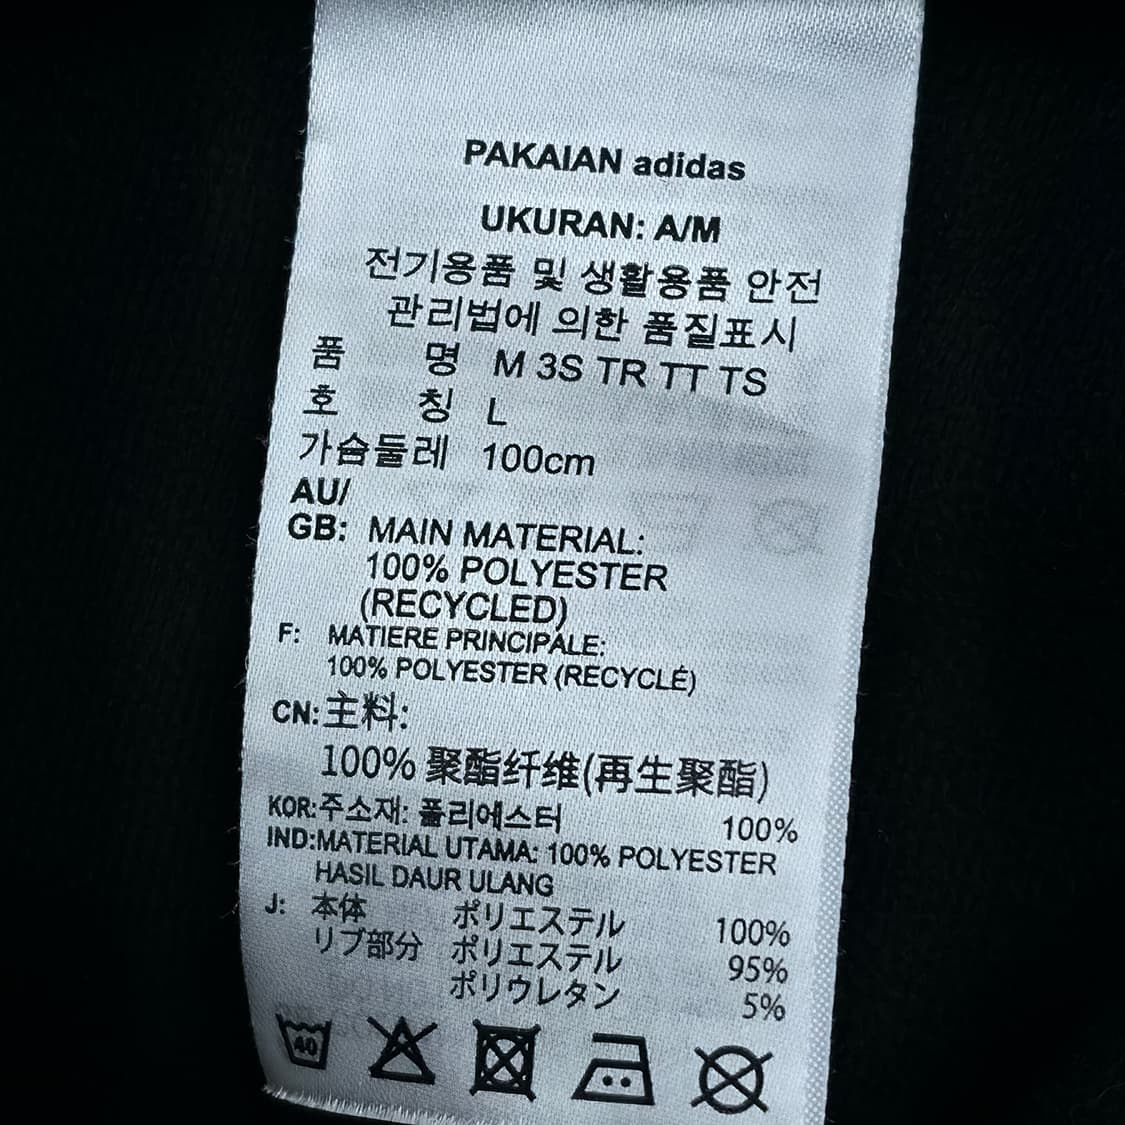 PAKAIAN adidas
UKURAN: A/M
전기용품 및 생활용품 안전
관리법에 의한 품질표시
품 명 M 3S TR TT TS
호 칭 L
가슴둘레 100cm
AU/
GB: MAIN MATERIAL:
100% POLYESTER
(RECYCLED)
F: MATIERE PRINCIPALE:
100% POLYESTER (RECYCLÉ)
CN:主料:
100% 聚酯纤维(再生聚酯)
KOR:주소재: 폴리에스터 100%
IND:MATERIAL UTAMA: 100% POLYESTER
HASIL DAUR ULANG
J: 本体 ポリエステル 100%
リブ部分 ポリエステル 95%
ポリウレタン 5%
40